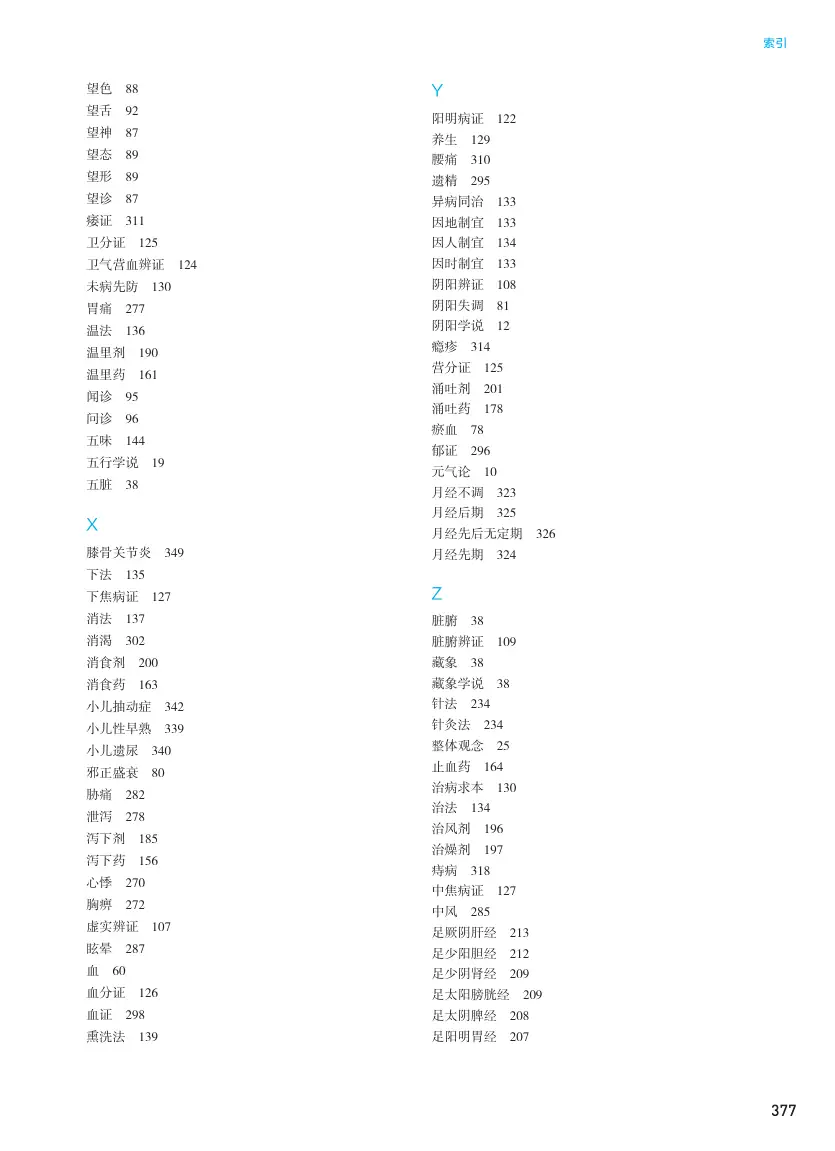 索引
望色 88
望舌 92
望神 87
望态 89
望形 89
望诊 87
痿证 311
卫分证 125
卫气营血辨证 124
未病先防 130
胃痛 277
温法 136
温里剂 190
温里药 161
闻诊 95
问诊 96
五味 144
五行学说 19
五脏 38
X
膝骨关节炎 349
下法 135
下焦病证 127
消法 137
消渴 302
消食剂 200
消食药 163
小儿抽动症 342
小儿性早熟 339
小儿遗尿 340
邪正盛衰 80
胁痛 282
泄泻 278
泻下剂 185
泻下药 156
心悸 270
胸痹 272
虚实辨证 107
眩晕 287
血 60
血分证 126
血证 298
熏洗法 139
Y
阳明病证 122
养生 129
腰痛 310
遗精 295
异病同治 133
因地制宜 133
因人制宜 134
因时制宜 133
阴阳辨证 108
阴阳失调 81
阴阳学说 12
瘾疹 314
营分证 125
涌吐剂 201
涌吐药 178
瘀血 78
郁证 296
元气论 10
月经不调 323
月经后期 325
月经先后无定期 326
月经先期 324
Z
脏腑 38
脏腑辨证 109
藏象 38
藏象学说 38
针法 234
针灸法 234
整体观念 25
止血药 164
治病求本 130
治法 134
治风剂 196
治燥剂 197
痔病 318
中焦病证 127
中风 285
足厥阴肝经 213
足少阳胆经 212
足少阴肾经 209
足太阳膀胱经 209
足太阴脾经 208
足阳明胃经 207
377